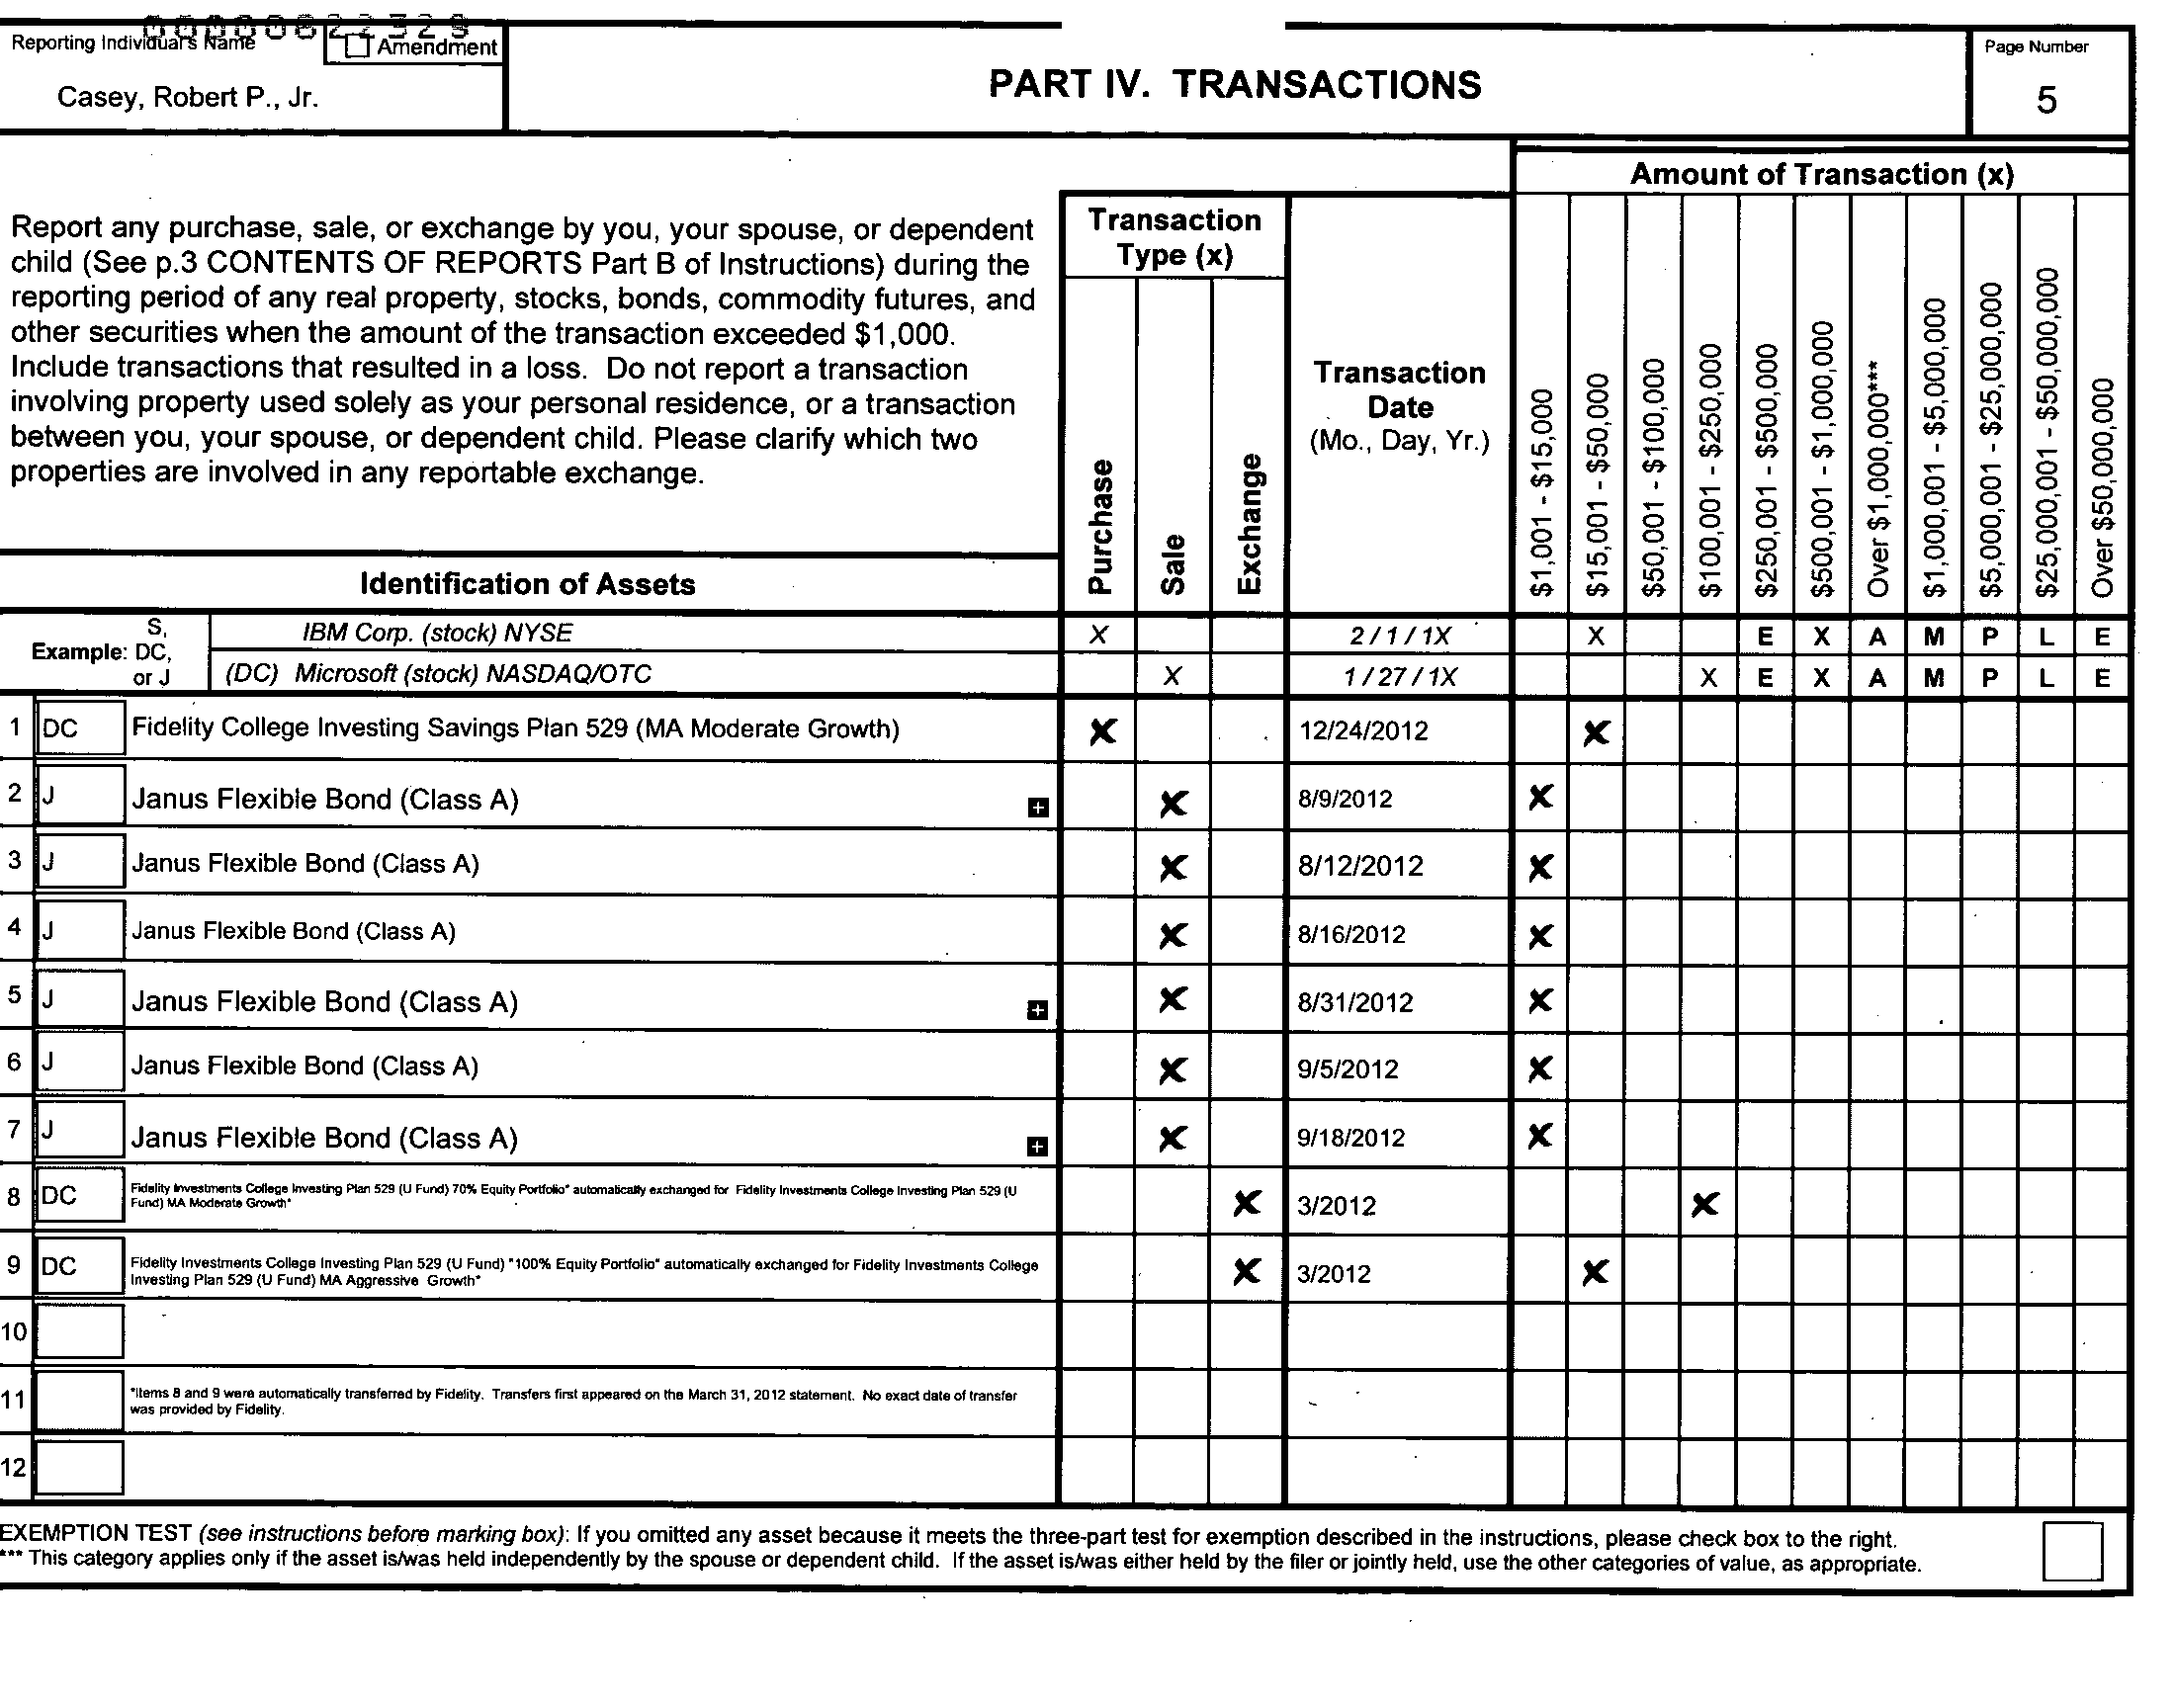 00000622329
Reporting Individual's Name
Amendment
Casey, Robert P., Jr.
PART IV. TRANSACTIONS
Page Number
5
Report any purchase, sale, or exchange by you, your spouse, or dependent
child (See p.3 CONTENTS OF REPORTS Part B of Instructions) during the
reporting period of any real property, stocks, bonds, commodity futures, and
other securities when the amount of the transaction exceeded $1,000.
Include transactions that resulted in a loss. Do not report a transaction
involving property used solely as your personal residence, or a transaction
between you, your spouse, or dependent child. Please clarify which two
properties are involved in any reportable exchange.
Identification of Assets
Transaction
Type (x)
Purchase
Sale
Exchange
Transaction
Date
(Mo., Day, Yr.)
Amount of Transaction (x)
$1,001 - $15,000
$15,001 - $50,000
$50,001 - $100,000
$100,001 - $250,000
$250,001 - $500,000
$500,001 - $1,000,000
Over $1,000,000***
$1,000,001 - $5,000,000
$5,000,001 - $25,000,000
$25,000,001 - $50,000,000
Over $50,000,000
Example:
S,
DC,
or J
IBM Corp. (stock) NYSE X 2 / 1 / 1X X E X A M P L E
(DC) Microsoft (stock) NASDAQ/OTC X 1 / 27 / 1X X E X A M P L E
1 DC Fidelity College Investing Savings Plan 529 (MA Moderate Growth) X 12/24/2012 X
2 J Janus Flexible Bond (Class A) + X 8/9/2012 X
3 J Janus Flexible Bond (Class A) X 8/12/2012 X
4 J Janus Flexible Bond (Class A) X 8/16/2012 X
5 J Janus Flexible Bond (Class A) + X 8/31/2012 X
6 J Janus Flexible Bond (Class A) X 9/5/2012 X
7 J Janus Flexible Bond (Class A) + X 9/18/2012 X
8 DC Fidelity Investments College Investing Plan 529 (U Fund) 70% Equity Portfolio* automatically exchanged for Fidelity Investments College Investing Plan 529 (U
Fund) MA Moderate Growth* X 3/2012 X
9 DC Fidelity Investments College Investing Plan 529 (U Fund) "100% Equity Portfolio" automatically exchanged for Fidelity Investments College
Investing Plan 529 (U Fund) MA Aggressive Growth* X 3/2012 X
10
11 *Items 8 and 9 were automatically transferred by Fidelity. Transfers first appeared on the March 31, 2012 statement. No exact date of transfer
was provided by Fidelity.
12
EXEMPTION TEST (see instructions before marking box): If you omitted any asset because it meets the three-part test for exemption described in the instructions, please check box to the right.
*** This category applies only if the asset is/was held independently by the spouse or dependent child. If the asset is/was either held by the filer or jointly held, use the other categories of value, as appropriate.